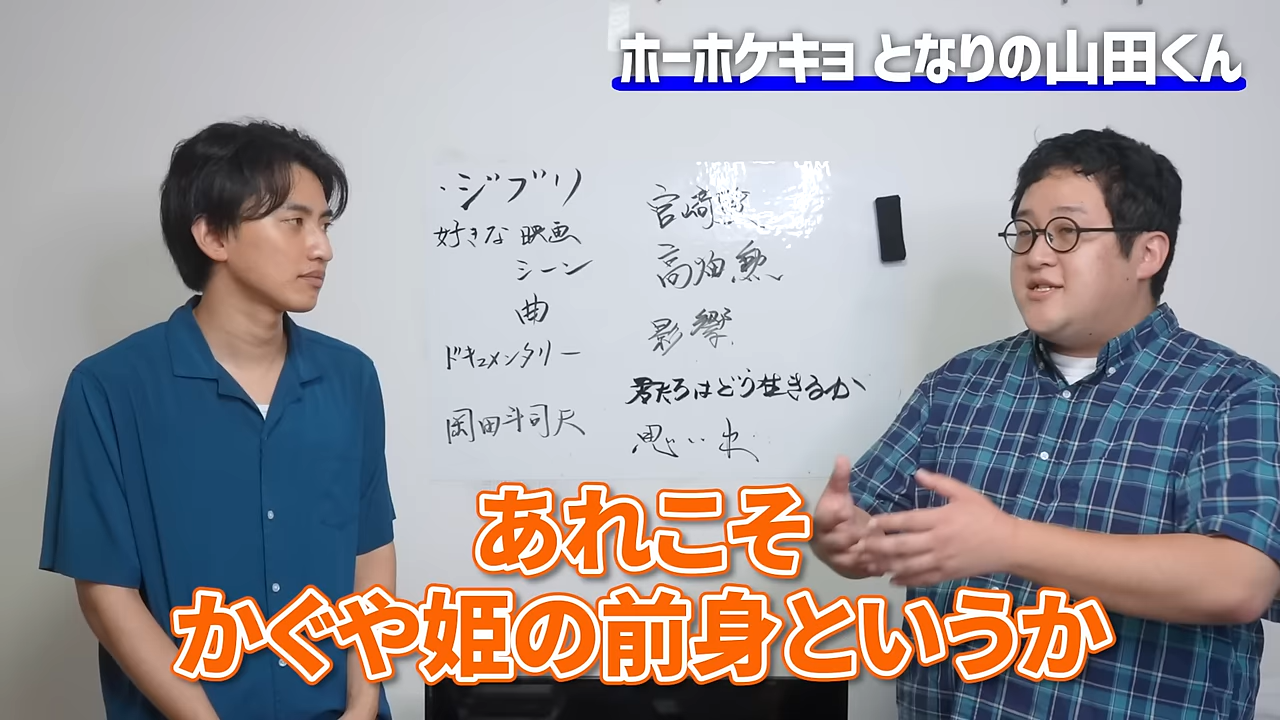 ホーホケキョ となりの山田くん
・ジブリ
好きな映画
シーン
曲
ドキュメンタリー
岡田斗司夫
宮崎駿
高畑勲
影響
君たちはどう生きるか
思い出
あれこそ
かぐや姫の前身というか